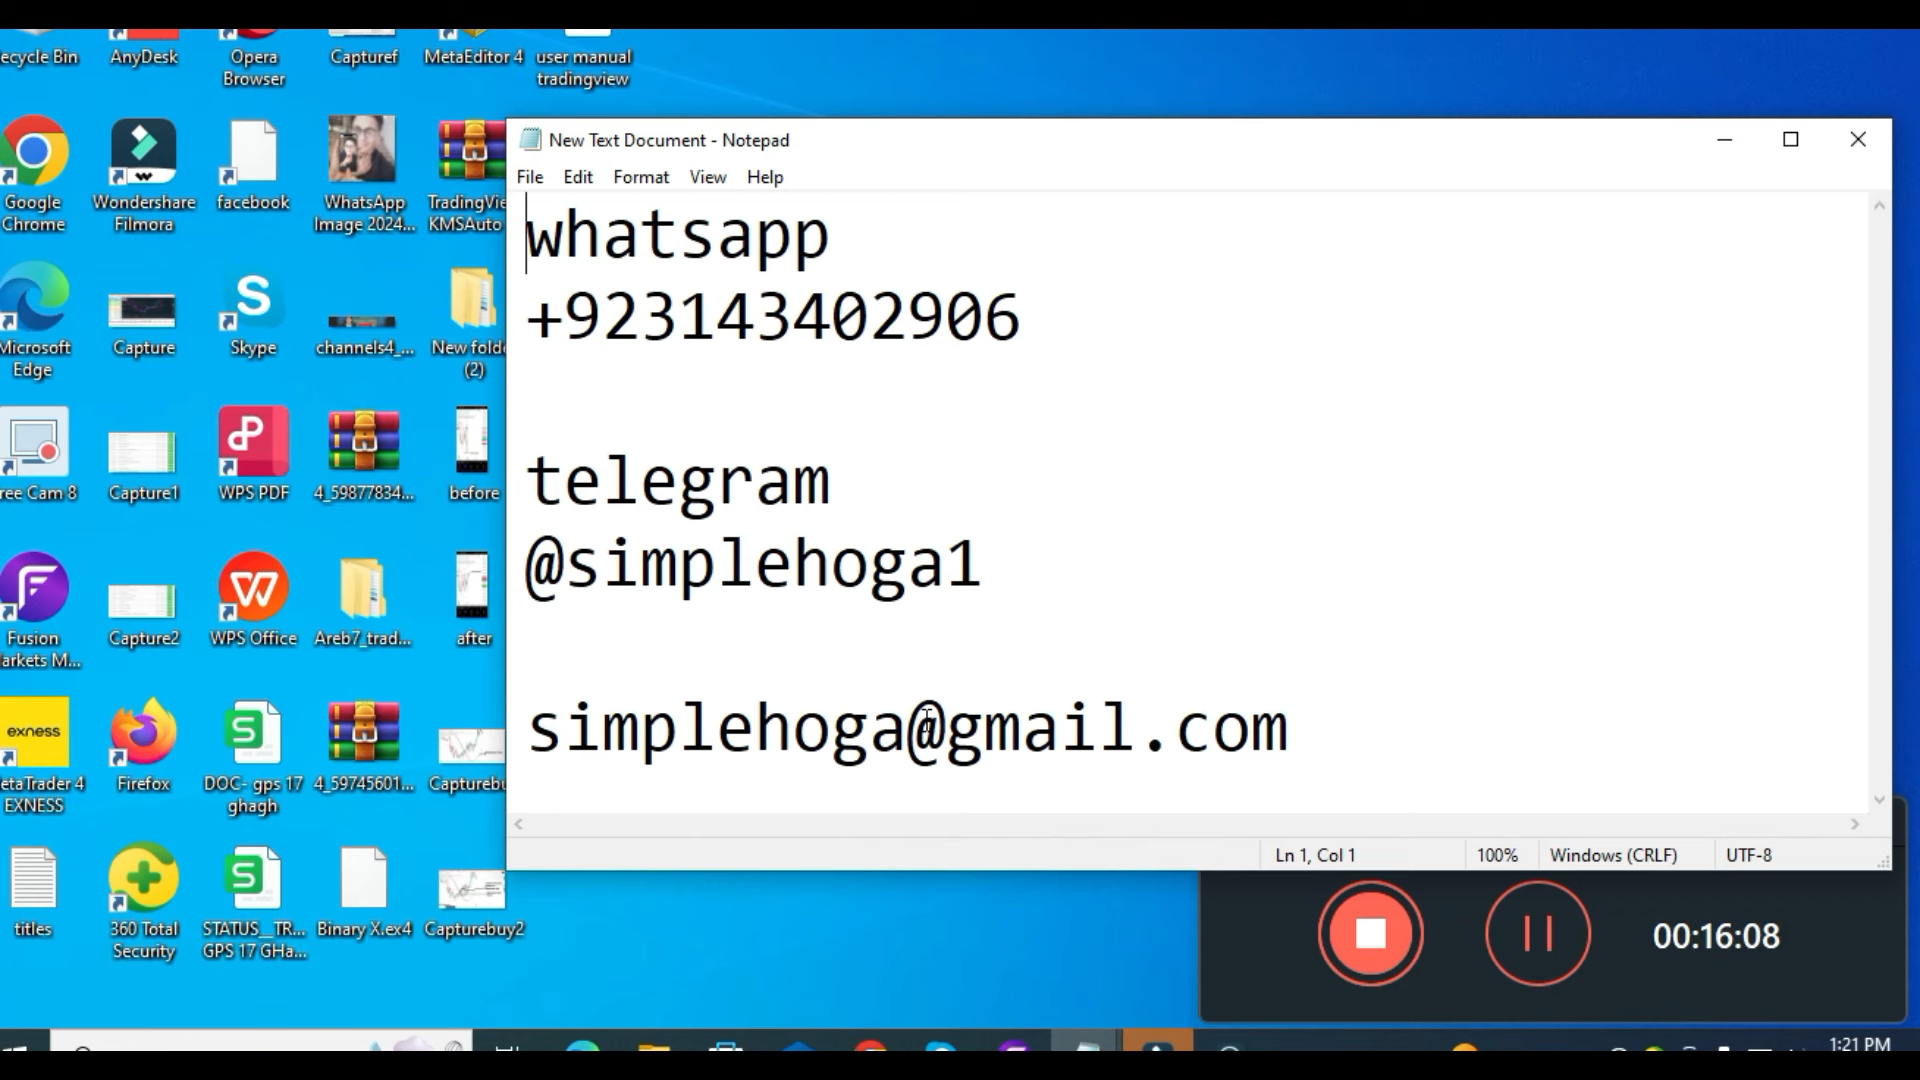 ecycle Bin
AnyDesk
Opera
Browser
Capturef
MetaEditor 4
user manual
tradingview
Google
Chrome
Wondershare
Filmora
facebook
WhatsApp
Image 2024...
TradingVie
KMSAuto
Microsoft
Edge
Capture
Skype
channels4_...
New folde
(2)
ree Cam 8
Capture1
WPS PDF
4_59877834...
before
Fusion
arkets M...
Capture2
WPS Office
Areb7_trad...
after
exness
etaTrader 4
EXNESS
Firefox
DOC- gps 17
ghagh
4_59745601...
Capturebu
titles
360 Total
Security
STATUS__TR...
GPS 17 GHa...
Binary X.ex4
Capturebuy2
New Text Document - Notepad
File Edit Format View Help
whatsapp
+923143402906
telegram
@simplehoga1
simplehoga@gmail.com
Ln 1, Col 1 100% Windows (CRLF) UTF-8
00:16:08
1:21 PM